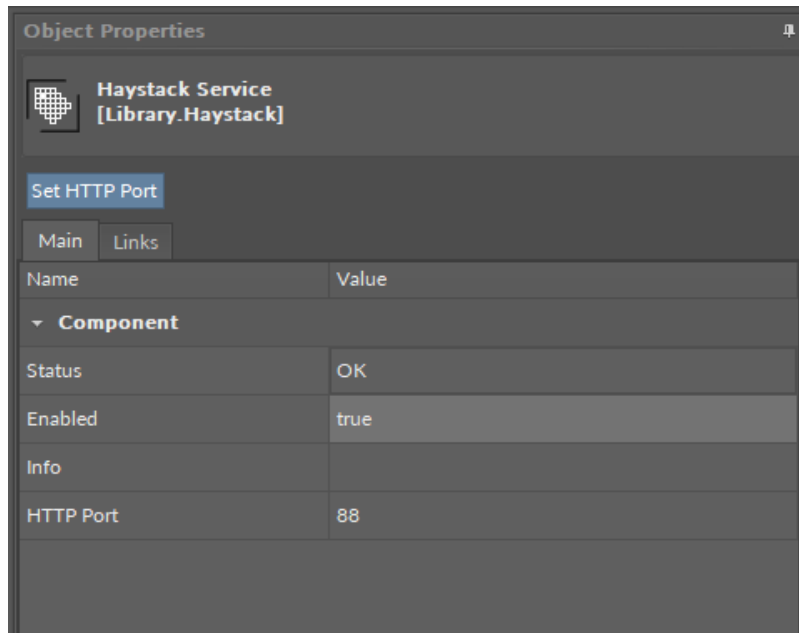 Object Properties
Haystack Service
[Library.Haystack]
Set HTTP Port
Main Links
Name Value
Component
Status OK
Enabled true
Info
HTTP Port 88